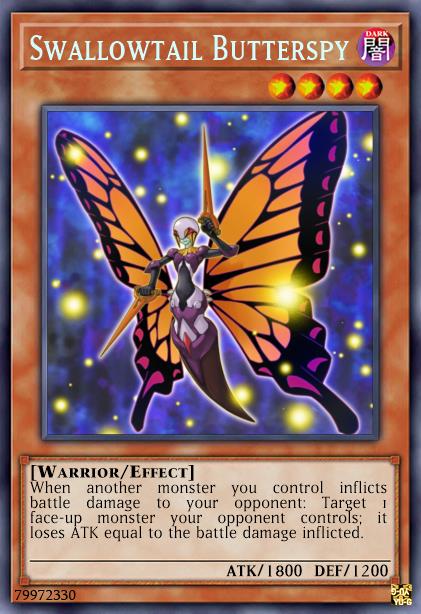 Swallowtail Butterspy
DARK
闇
[Warrior/Effect]
When another monster you control inflicts
battle damage to your opponent: Target 1
face-up monster your opponent controls; it
loses ATK equal to the battle damage inflicted.
ATK/1800 DEF/1200
79972330